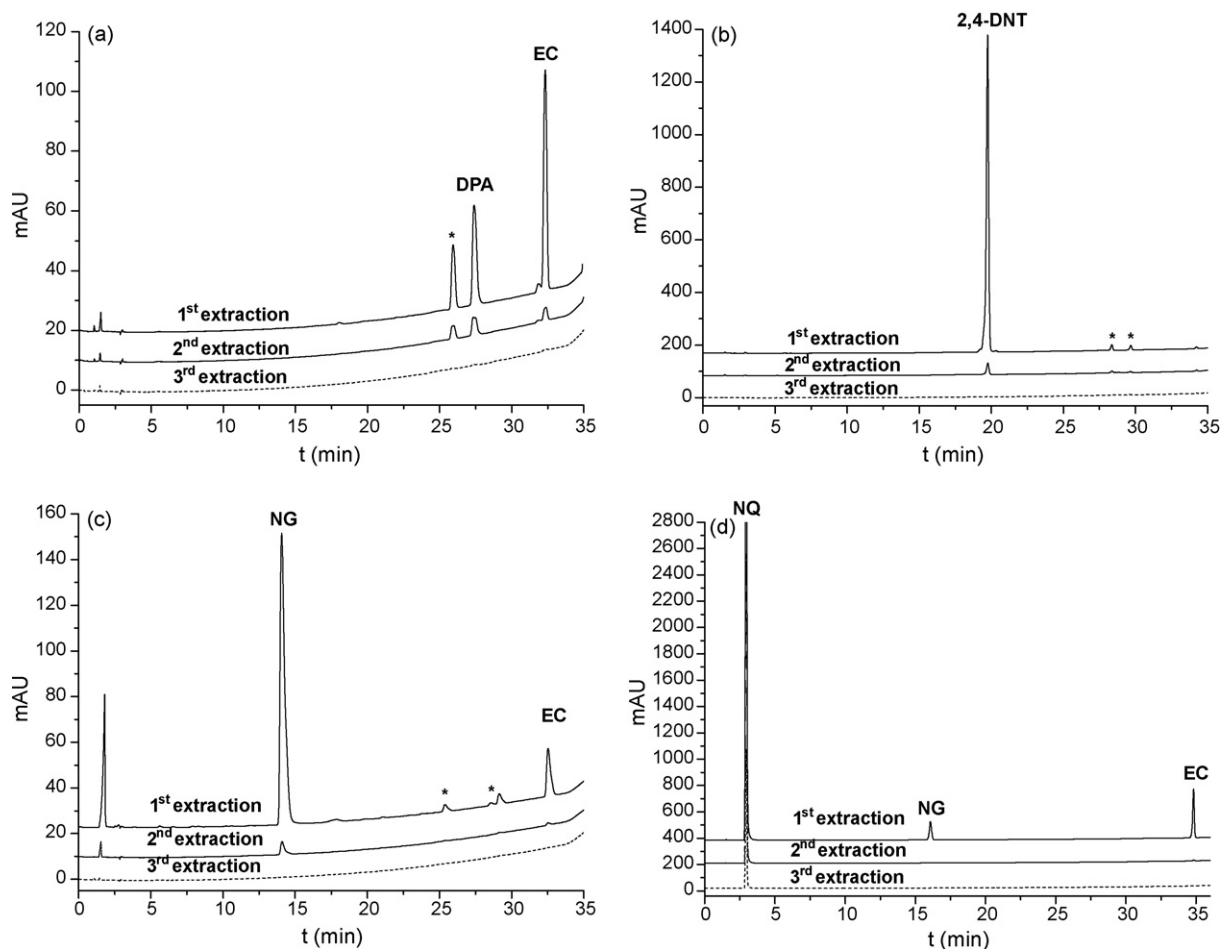 (a)
EC
DPA
*
1st extraction
2nd extraction
3rd extraction
mAU
120
100
80
60
40
20
0
0 5 10 15 20 25 30 35
t (min)
(b)
2,4-DNT
* *
1st extraction
2nd extraction
3rd extraction
mAU
1400
1200
1000
800
600
400
200
0
0 5 10 15 20 25 30 35
t (min)
(c)
NG
EC
* *
1st extraction
2nd extraction
3rd extraction
mAU
160
140
120
100
80
60
40
20
0
0 5 10 15 20 25 30 35
t (min)
NQ
(d)
EC
NG
1st extraction
2nd extraction
3rd extraction
mAU
2800
2600
2400
2200
2000
1800
1600
1400
1200
1000
800
600
400
200
0
0 5 10 15 20 25 30 35
t (min)